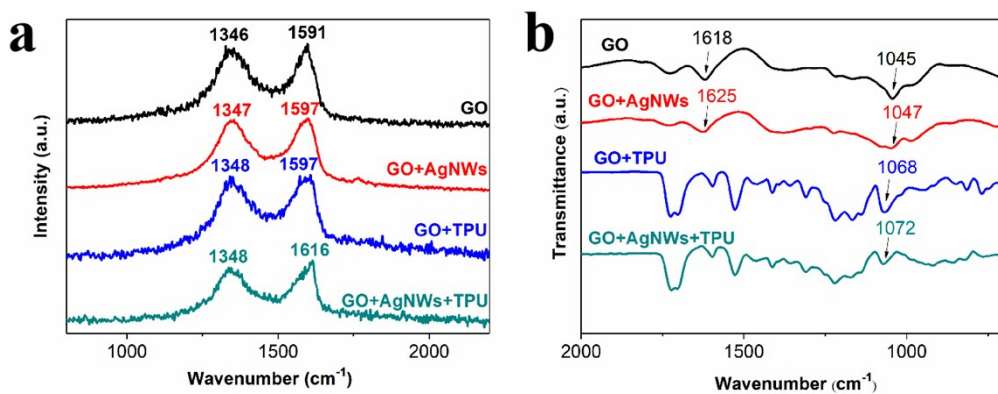 a
1346
1591
GO
1347
1597
GO+AgNWs
1348
1597
GO+TPU
1348
1616
GO+AgNWs+TPU
Intensity (a.u.)
1000
1500
2000
Wavenumber (cm⁻¹)
b
GO
1618
1045
GO+AgNWs
1625
1047
GO+TPU
1068
GO+AgNWs+TPU
1072
Transmittance (a.u.)
2000
1500
1000
Wavenumber (cm⁻¹)